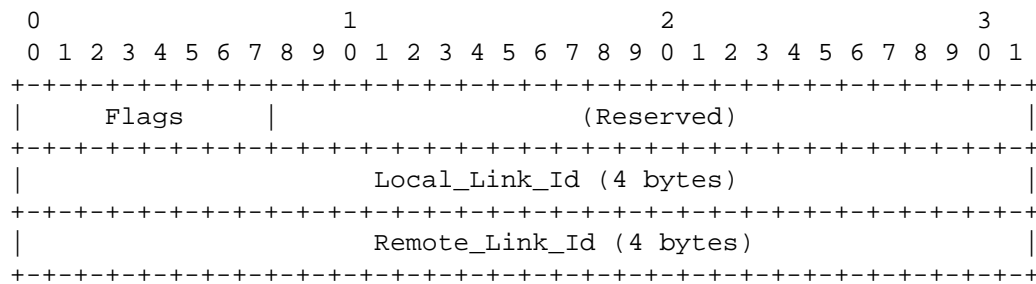 0                   1                   2                   3
 0 1 2 3 4 5 6 7 8 9 0 1 2 3 4 5 6 7 8 9 0 1 2 3 4 5 6 7 8 9 0 1
+-+-+-+-+-+-+-+-+-+-+-+-+-+-+-+-+-+-+-+-+-+-+-+-+-+-+-+-+-+-+-+-+
|     Flags     |                   (Reserved)                  |
+-+-+-+-+-+-+-+-+-+-+-+-+-+-+-+-+-+-+-+-+-+-+-+-+-+-+-+-+-+-+-+-+
|                      Local_Link_Id (4 bytes)                  |
+-+-+-+-+-+-+-+-+-+-+-+-+-+-+-+-+-+-+-+-+-+-+-+-+-+-+-+-+-+-+-+-+
|                      Remote_Link_Id (4 bytes)                 |
+-+-+-+-+-+-+-+-+-+-+-+-+-+-+-+-+-+-+-+-+-+-+-+-+-+-+-+-+-+-+-+-+